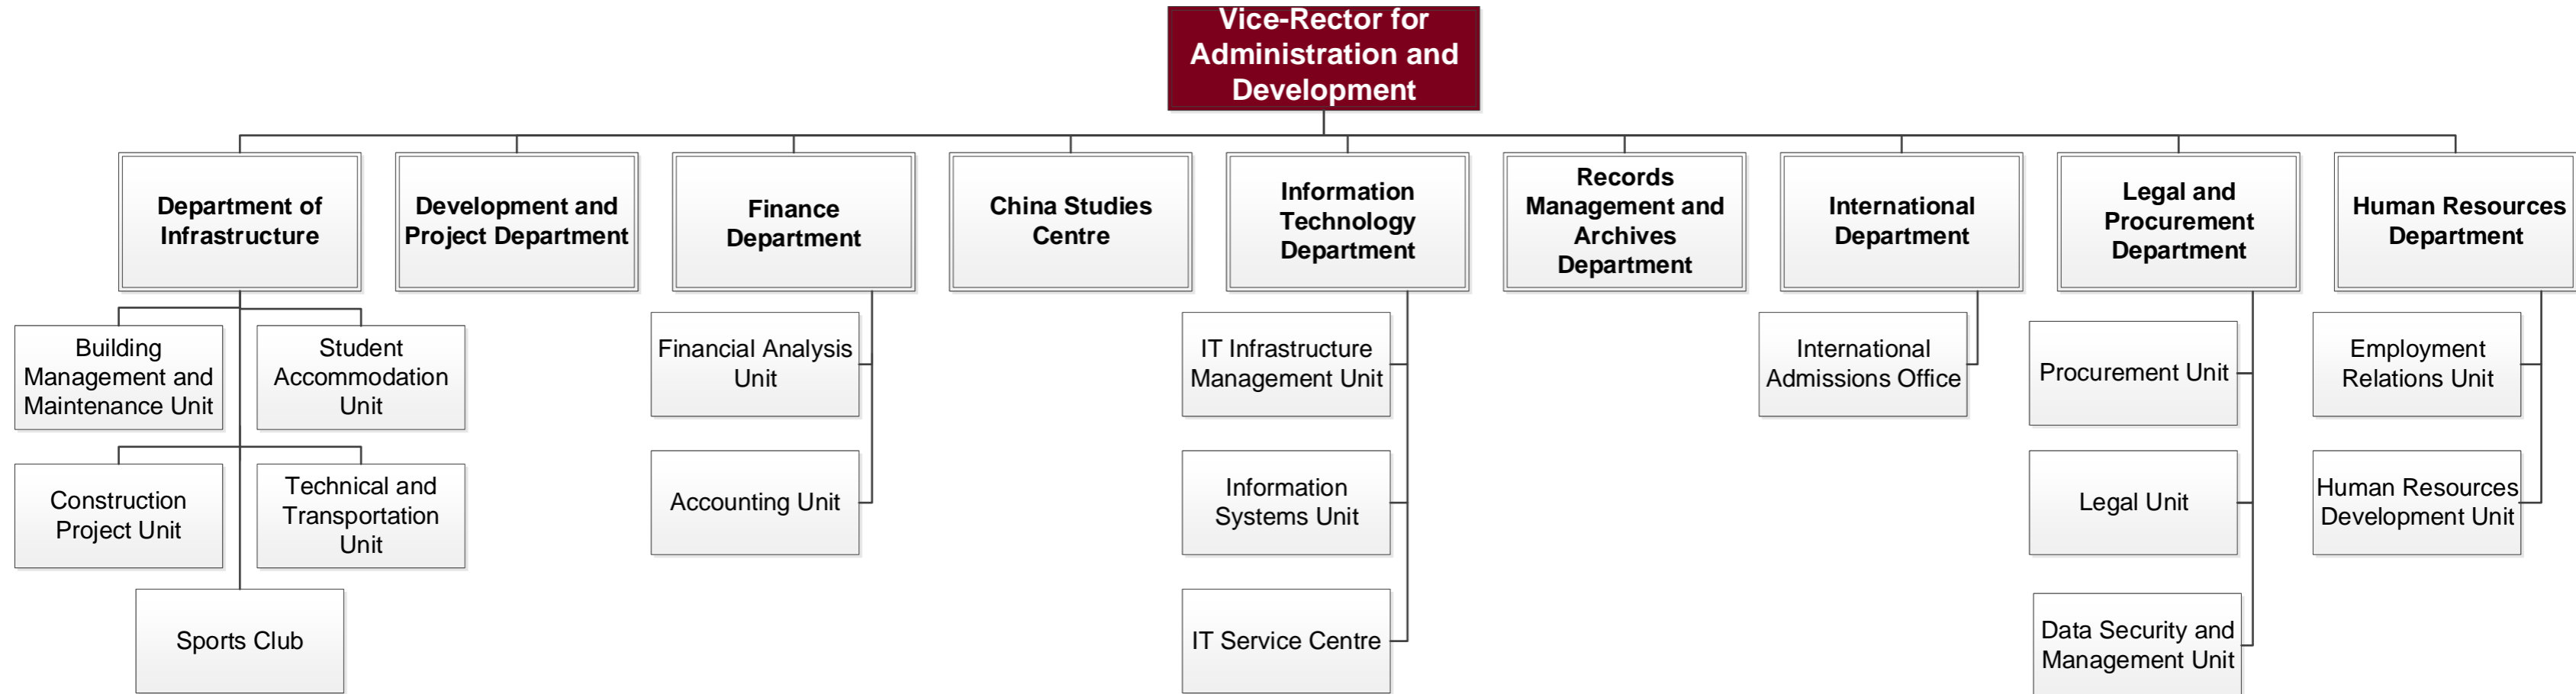 Vice-Rector for
Administration and
Development
Department of
Infrastructure
Development and
Project Department
Finance
Department
China Studies
Centre
Information
Technology
Department
Records
Management and
Archives
Department
International
Department
Legal and
Procurement
Department
Human Resources
Department
Building
Management and
Maintenance Unit
Student
Accommodation
Unit
Financial Analysis
Unit
IT Infrastructure
Management Unit
International
Admissions Office
Procurement Unit
Employment
Relations Unit
Construction
Project Unit
Technical and
Transportation
Unit
Accounting Unit
Information
Systems Unit
Legal Unit
Human Resources
Development Unit
Sports Club
IT Service Centre
Data Security and
Management Unit